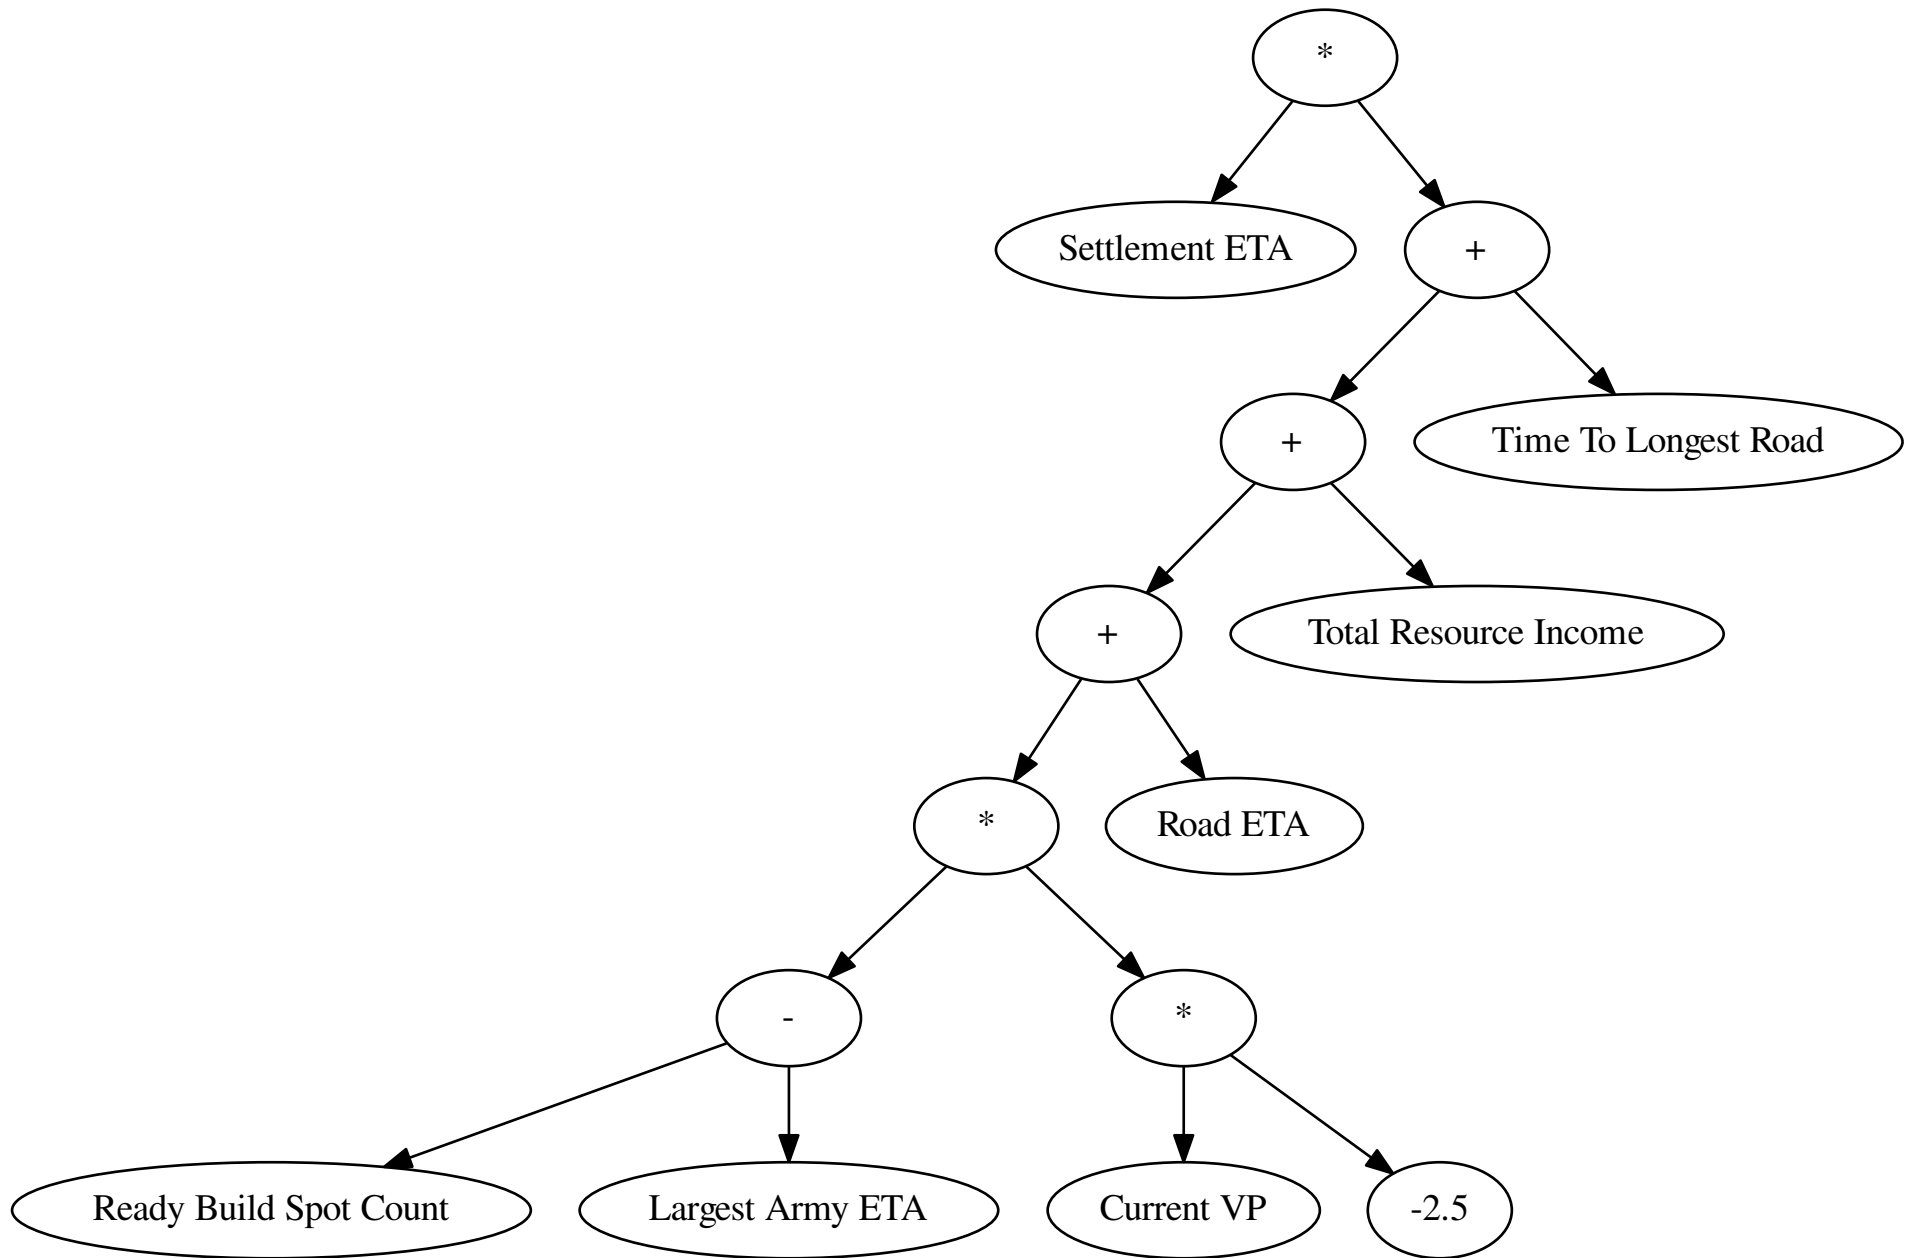 *
Settlement ETA
+
+
Time To Longest Road
+
Total Resource Income
*
Road ETA
-
*
Ready Build Spot Count
Largest Army ETA
Current VP
-2.5